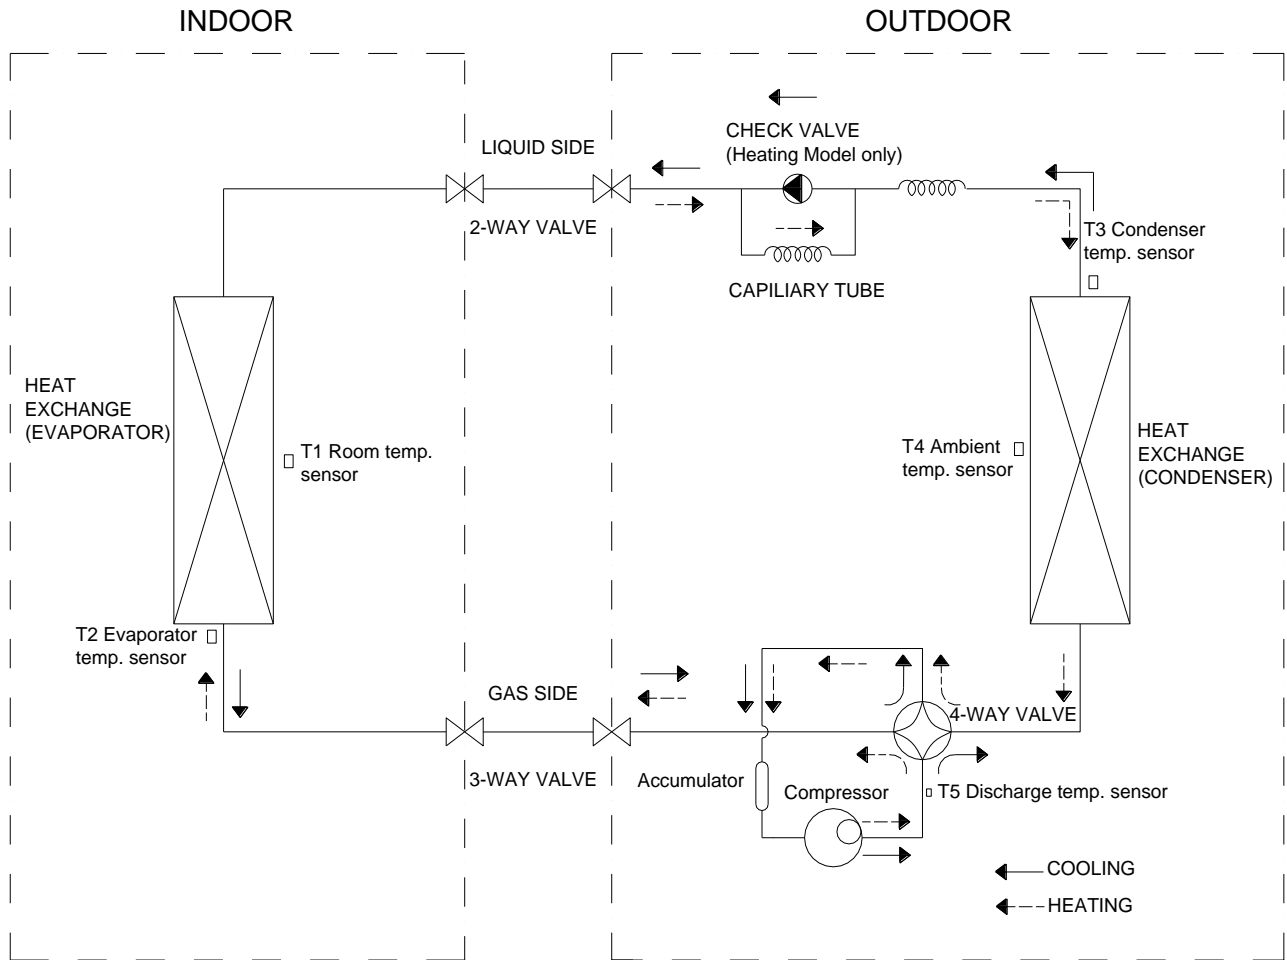 INDOOR
OUTDOOR
LIQUID SIDE
2-WAY VALVE
CHECK VALVE
(Heating Model only)
CAPILIARY TUBE
T3 Condenser
temp. sensor
HEAT
EXCHANGE
(EVAPORATOR)
T1 Room temp.
sensor
T4 Ambient
temp. sensor
HEAT
EXCHANGE
(CONDENSER)
T2 Evaporator
temp. sensor
GAS SIDE
3-WAY VALVE
4-WAY VALVE
Accumulator
Compressor
T5 Discharge temp. sensor
COOLING
HEATING